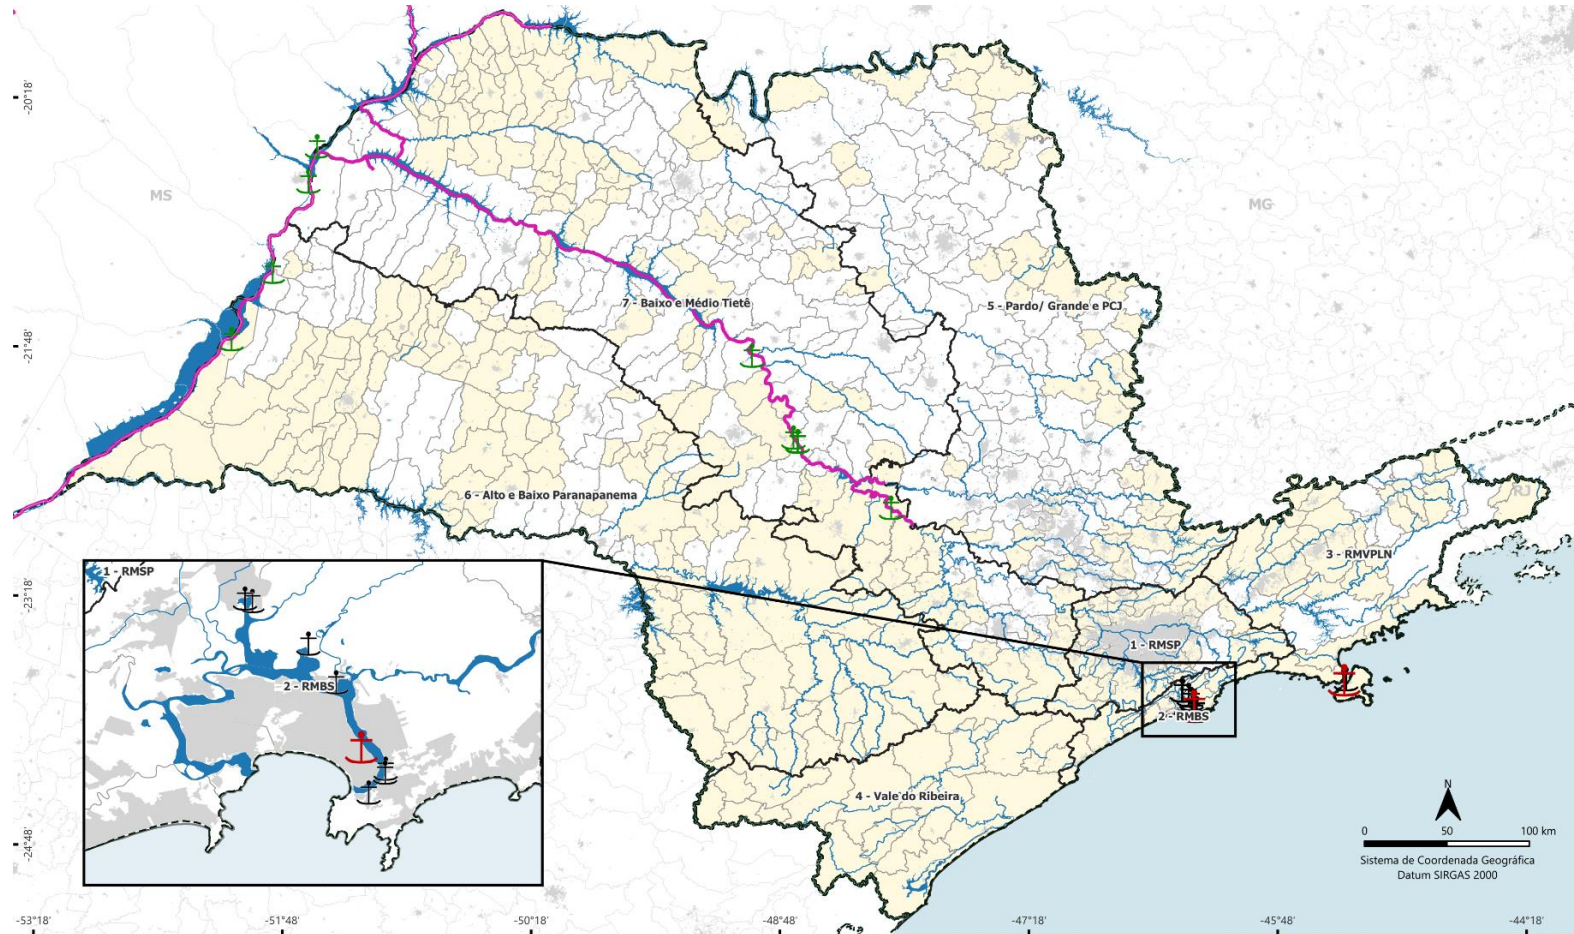 -20°18'
MS
MG
7 - Baixo e Médio Tietê
5 - Pardo/ Grande e PCJ
-21°48'
6 - Alto e Baixo Paranapanema
RJ
3 - RMVPLN
1 - RMSP
-23°18'
1 - RMSP
2 - RMBS
2 - RMBS
4 - Vale do Ribeira
N
0 50 100 km
Sistema de Coordenada Geográfica
Datum SIRGAS 2000
-24°48'
-53°18' -51°48' -50°18' -48°48' -47°18' -45°48' -44°18'